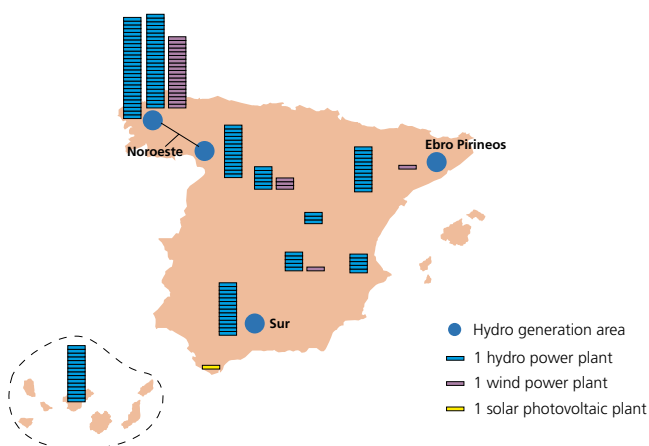 Noroeste
Ebro Pirineos
Sur
Hydro generation area
1 hydro power plant
1 wind power plant
1 solar photovoltaic plant